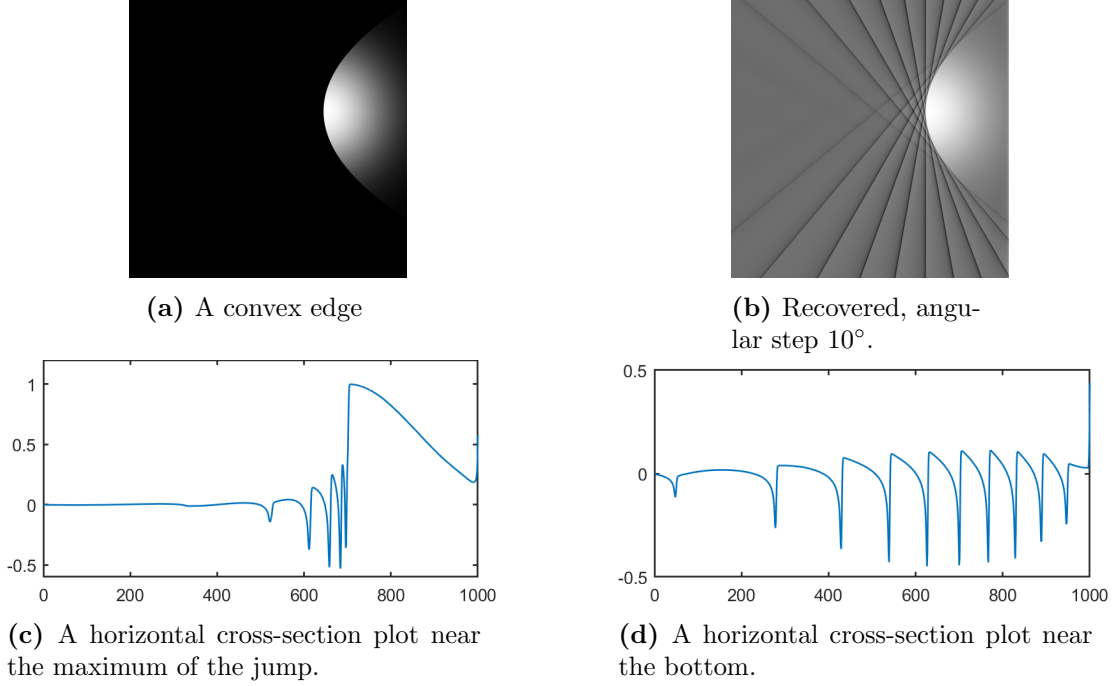 (a) A convex edge
(b) Recovered, angu-
lar step 10°.
1
0.5
0
-0.5
0 200 400 600 800 1000
0.5
0
-0.5
0 200 400 600 800 1000
(c) A horizontal cross-section plot near
the maximum of the jump.
(d) A horizontal cross-section plot near
the bottom.